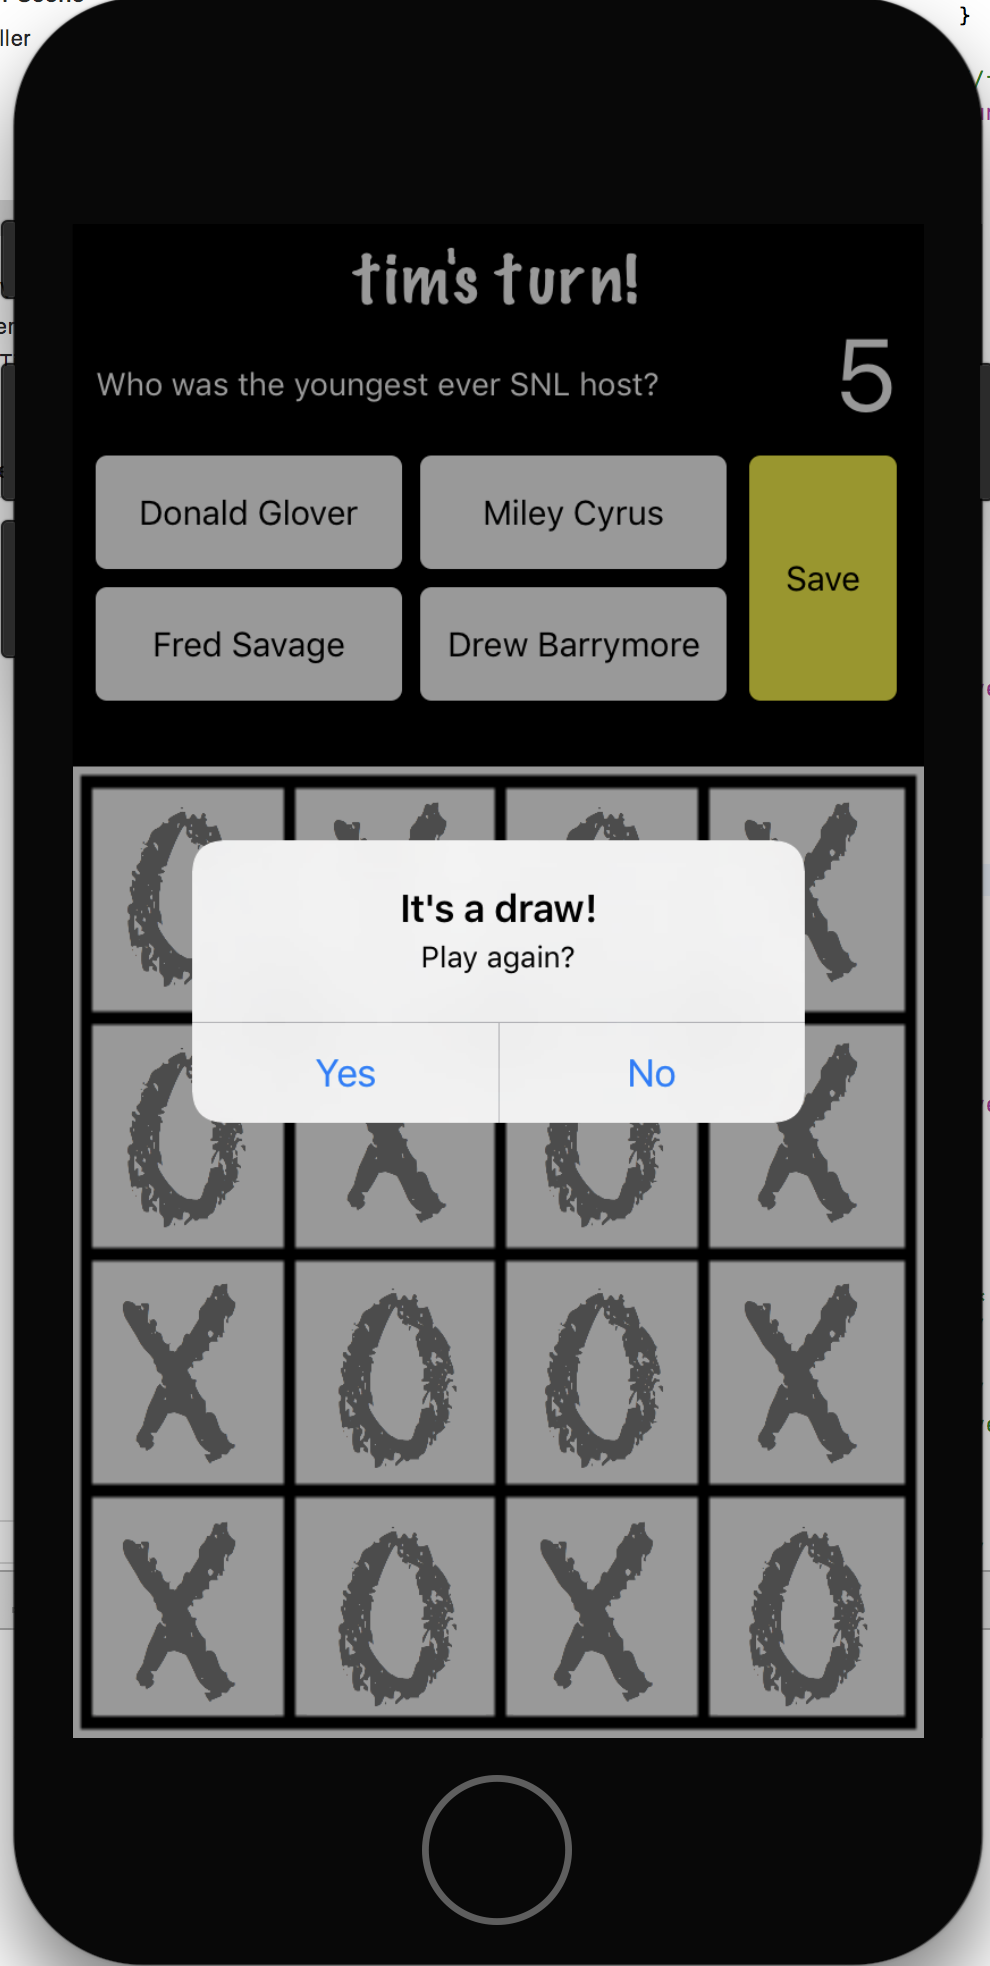 ller
}
tim's turn!
Who was the youngest ever SNL host?
5
Donald Glover
Miley Cyrus
Save
Fred Savage
Drew Barrymore
O X O X
It's a draw!
Play again?
Yes
No
O X O X
X O O X
X O X O